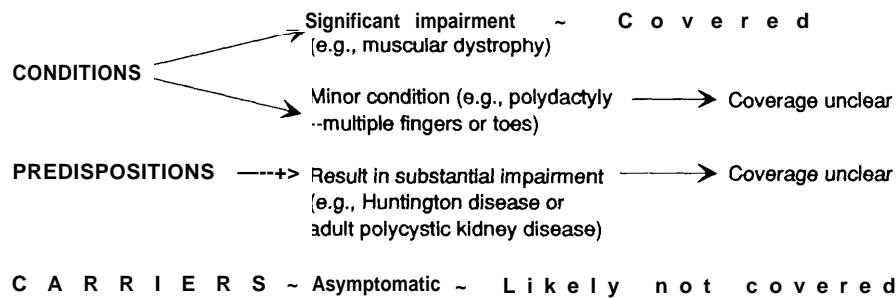 Significant impairment ~ Covered
(e.g., muscular dystrophy)
CONDITIONS
Minor condition (e.g., polydactyly Coverage unclear
--multiple fingers or toes)
PREDISPOSITIONS —--+> Result in substantial impairment Coverage unclear
(e.g., Huntington disease or
adult polycystic kidney disease)
CARRIERS ~ Asymptomatic ~ Likely not covered